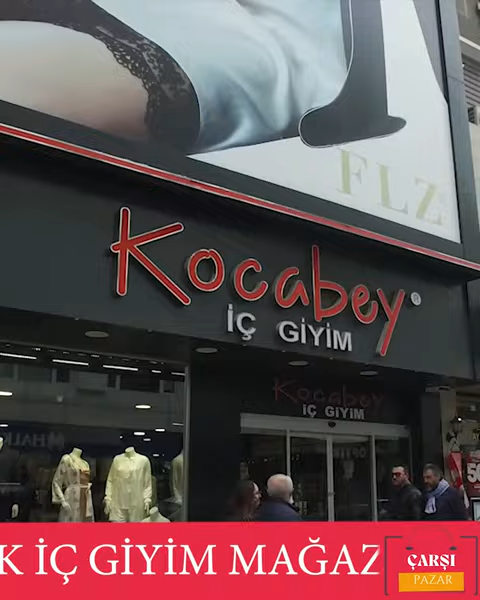 FLZ
Kocabey®
İÇ GİYİM
Kocabey
İÇ GİYİM
K İÇ GİYİM MAĞAZ
ÇARŞI
PAZAR